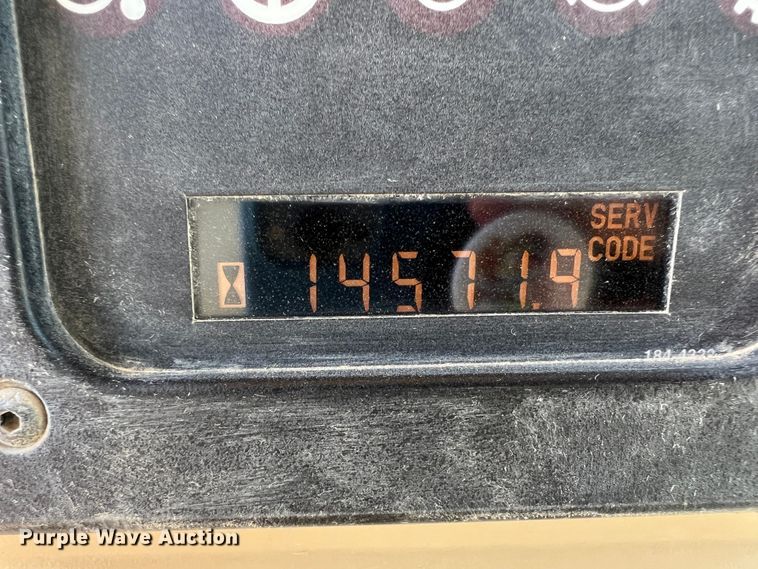 SERV
CODE
14571.9
Purple Wave Auction